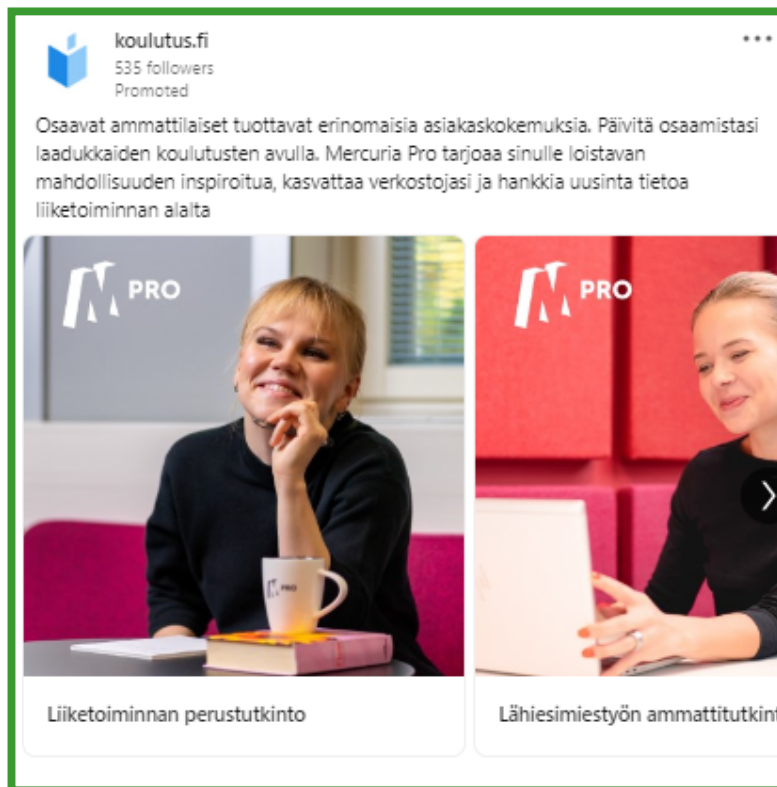 koulutus.fi
535 followers
Promoted
Osaavat ammattilaiset tuottavat erinomaisia asiakaskokemuksia. Päivitä osaamistasi
laadukkaiden koulutusten avulla. Mercuria Pro tarjoaa sinulle loistavan
mahdollisuuden inspiroitua, kasvattaa verkostojasi ja hankkia uusinta tietoa
liiketoiminnan alalta
M PRO
M PRO
M PRO
Liiketoiminnan perustutkinto
Lähiesimiestyön ammattitutkint